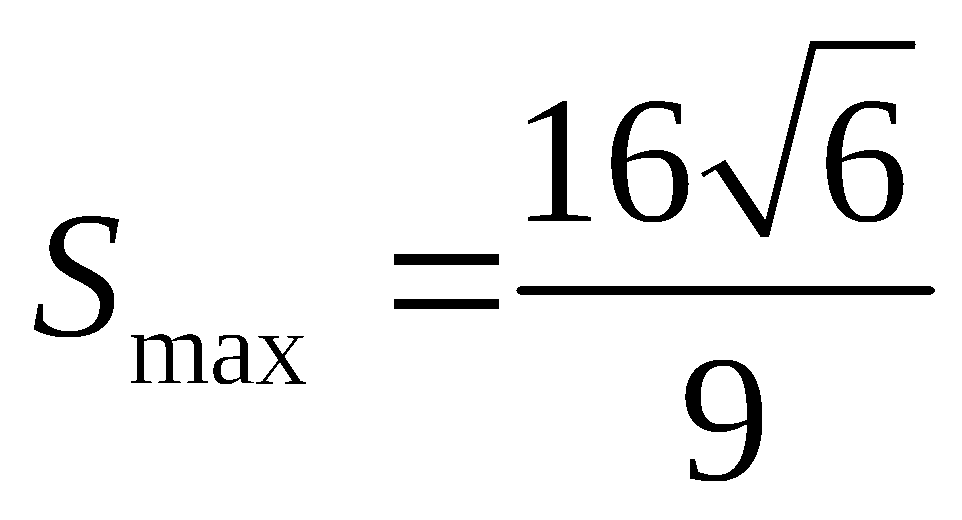 S_max = 16√6/9